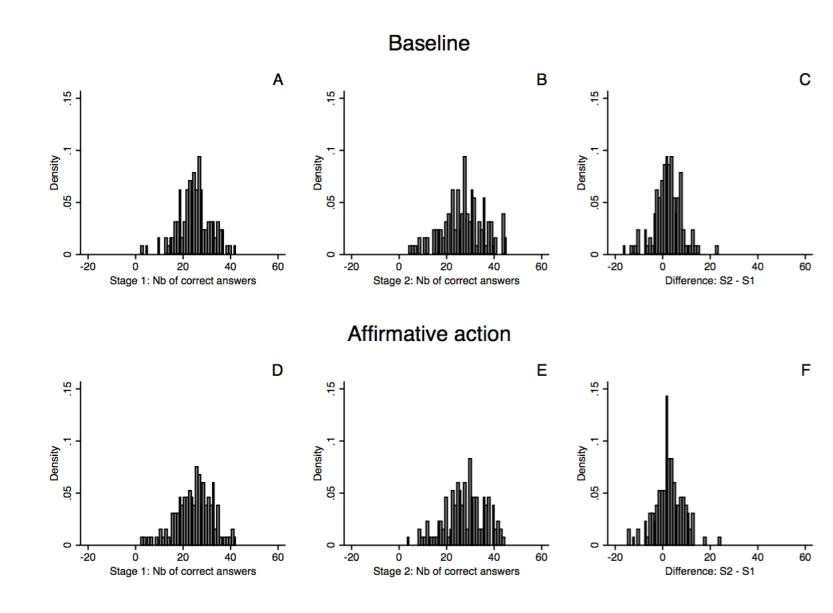 Baseline
A
B
C
Density
0
.05
.1
.15
-20 0 20 40 60
Stage 1: Nb of correct answers
Density
0
.05
.1
.15
-20 0 20 40 60
Stage 2: Nb of correct answers
Density
0
.05
.1
.15
-20 0 20 40 60
Difference: S2 - S1
Affirmative action
D
E
F
Density
0
.05
.1
.15
-20 0 20 40 60
Stage 1: Nb of correct answers
Density
0
.05
.1
.15
-20 0 20 40 60
Stage 2: Nb of correct answers
Density
0
.05
.1
.15
-20 0 20 40 60
Difference: S2 - S1